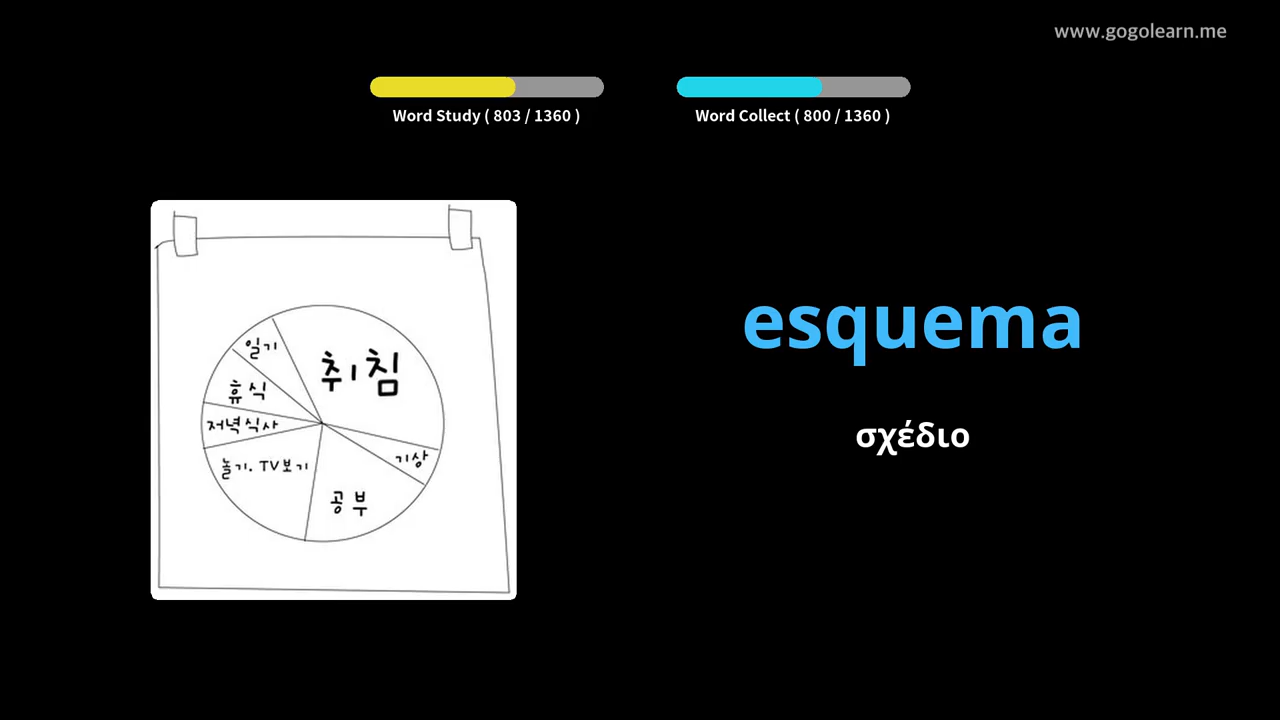 www.gogolearn.me
Word Study ( 803 / 1360 )
Word Collect ( 800 / 1360 )
일기
취침
휴식
저녁식사
놀기. TV보기
기상
공부
esquema
σχέδιο